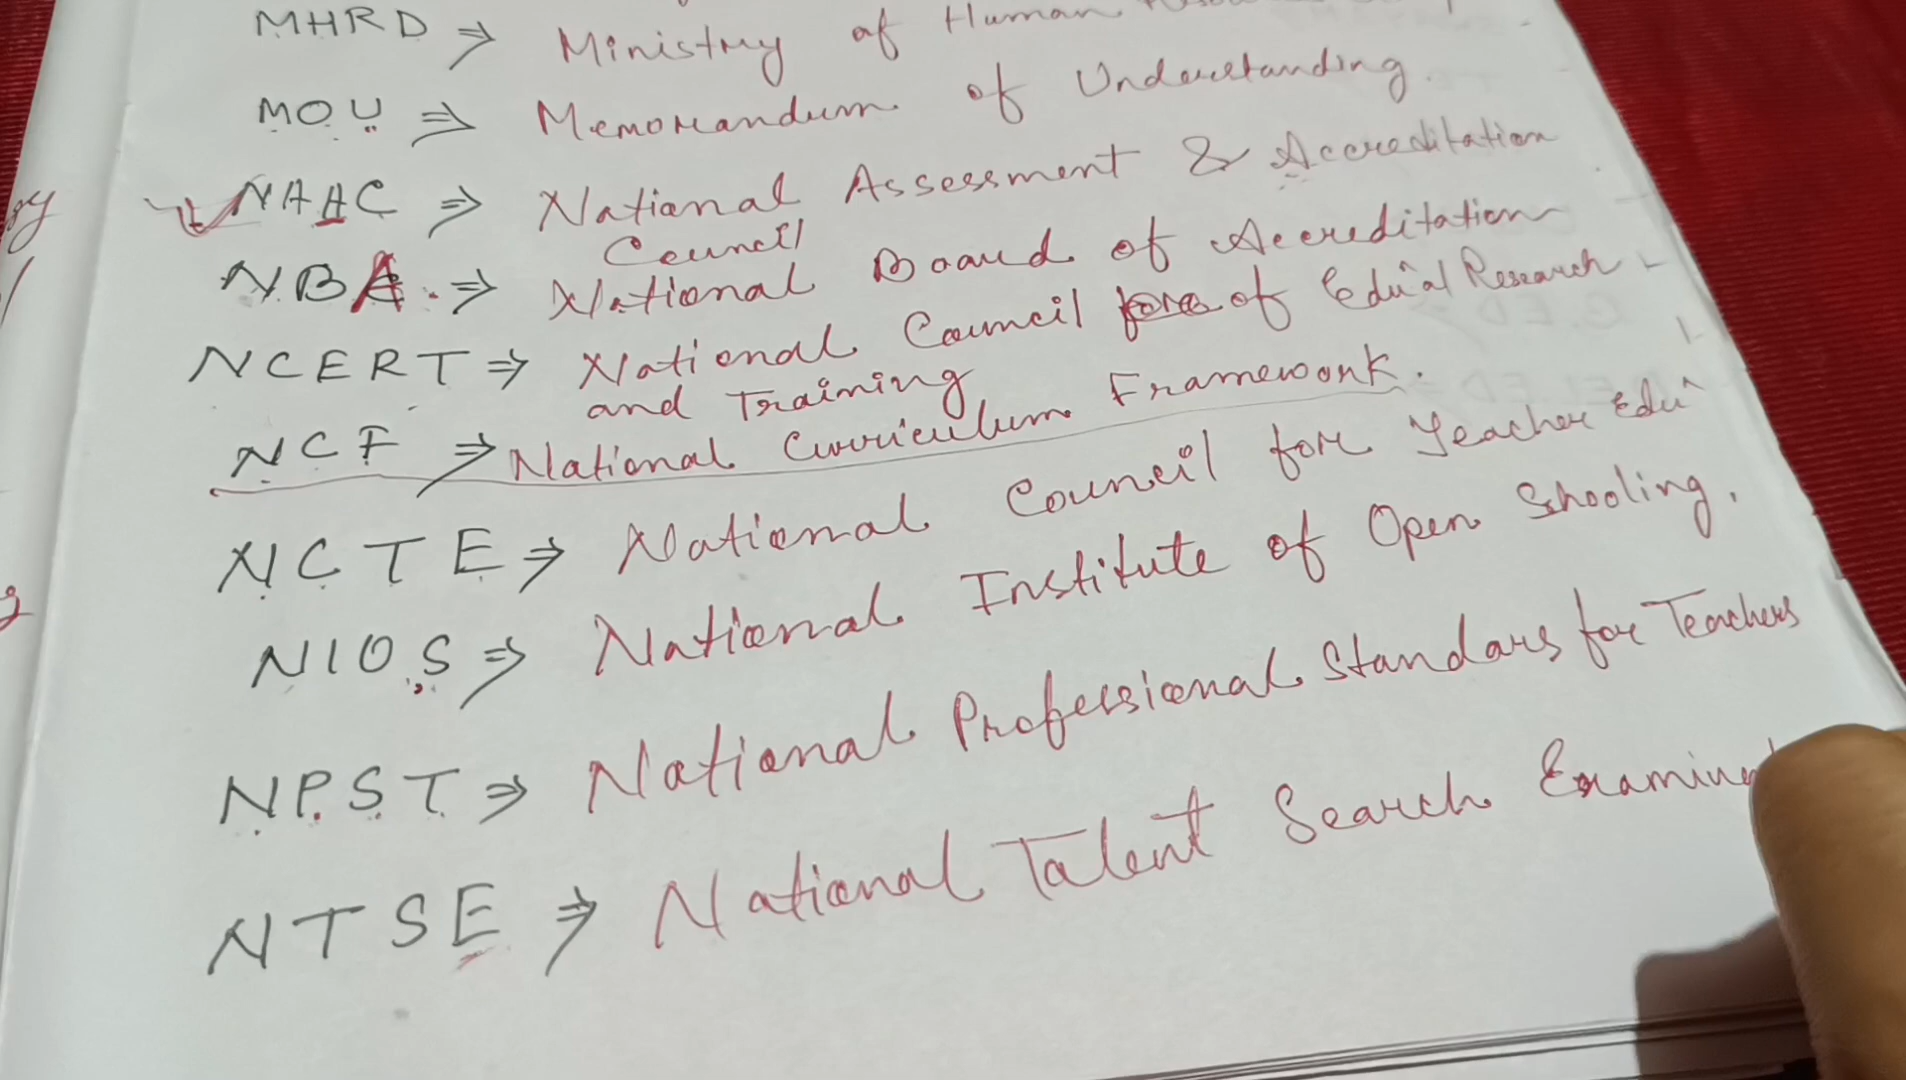 MHRD ⇒ Ministry of Human
MOU ⇒ Memorandum of Understanding.
NAAC ⇒ National Assessment & Accreditation
Council
NBA ⇒ National Board of Accreditation
NCERT ⇒ National Council of Edu^al Research
and Training
NCF ⇒ National Curriculum Framework.
NCTE ⇒ National Council for Teacher Edu^
NIOS ⇒ National Institute of Open Shooling.
NPST ⇒ National Professional Standars for Teachers
NTSE ⇒ National Talent Search